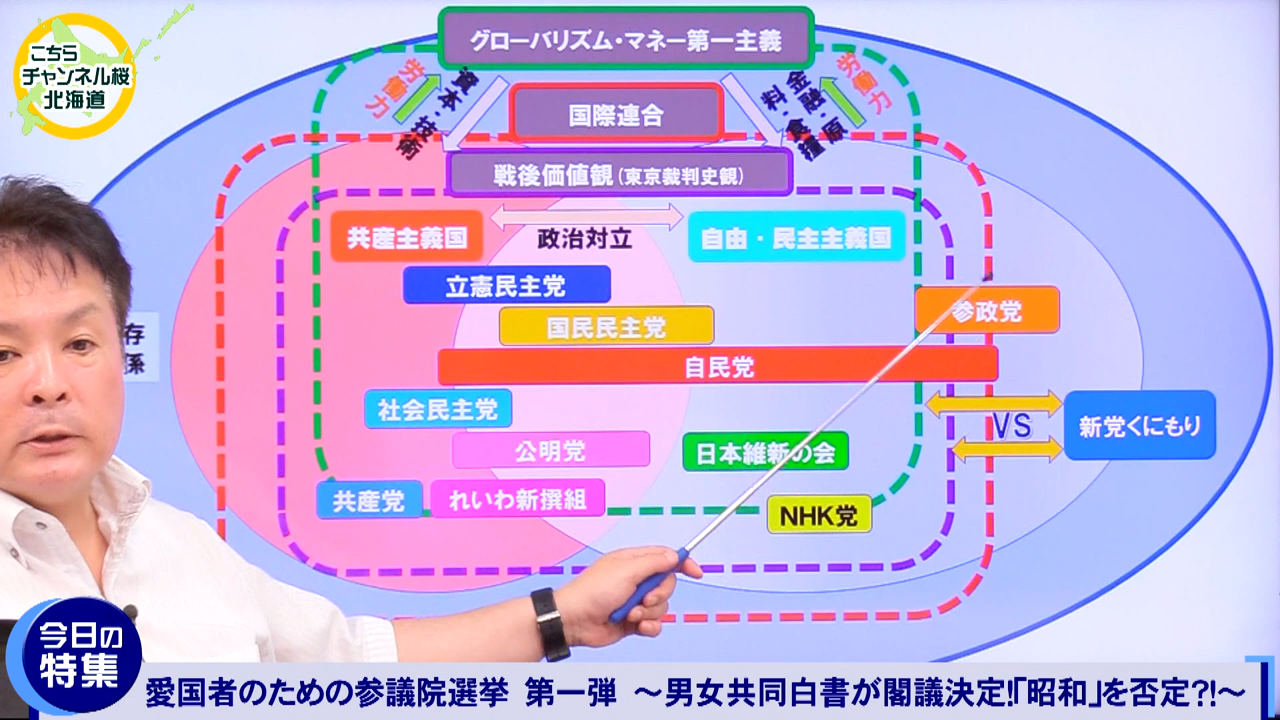 こちら
チャンネル桜
北海道
グローバリズム・マネー第一主義
労働力
資本・技術
国際連合
金融・原
料・食糧
労働力
戦後価値観(東京裁判史観)
共産主義国
政治対立
自由・民主主義国
立憲民主党
国民民主党
参政党
自民党
存
係
社会民主党
VS
新党くにもり
公明党
日本維新の会
共産党
れいわ新撰組
NHK党
今日の
特集
愛国者のための参議院選挙 第一弾 ～男女共同白書が閣議決定!「昭和」を否定?!～